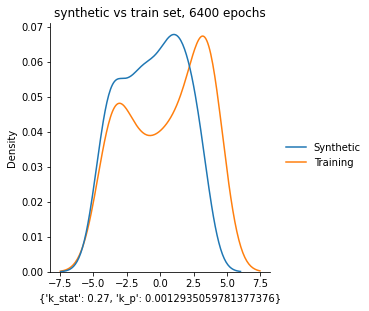 synthetic vs train set, 6400 epochs
0.07
0.06
0.05
0.04
0.03
0.02
0.01
0.00
Density
Synthetic
Training
−7.5 −5.0 −2.5 0.0 2.5 5.0 7.5
{'k_stat': 0.27, 'k_p': 0.0012935059781377376}